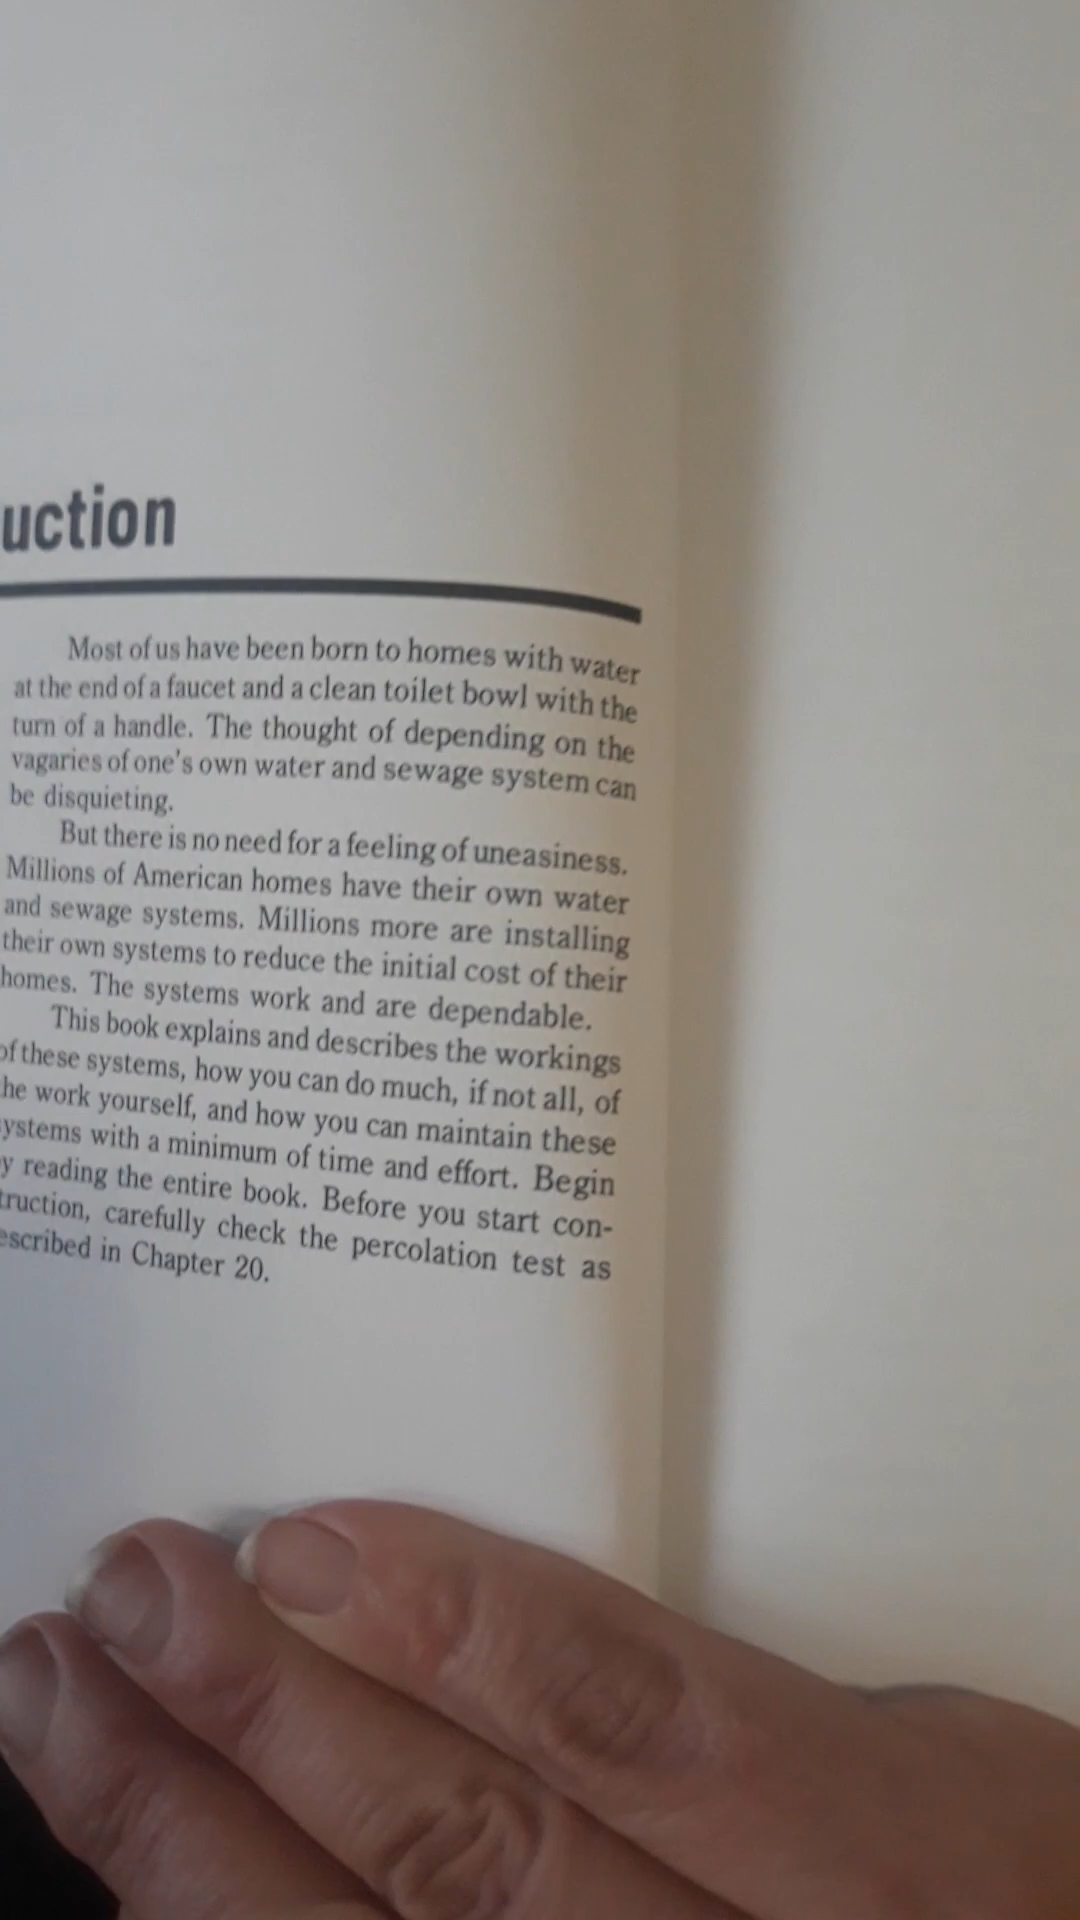 uction
Most of us have been born to homes with water
at the end of a faucet and a clean toilet bowl with the
turn of a handle. The thought of depending on the
vagaries of one's own water and sewage system can
be disquieting.
But there is no need for a feeling of uneasiness.
Millions of American homes have their own water
and sewage systems. Millions more are installing
their own systems to reduce the initial cost of their
homes. The systems work and are dependable.
This book explains and describes the workings
of these systems, how you can do much, if not all, of
he work yourself, and how you can maintain these
ystems with a minimum of time and effort. Begin
y reading the entire book. Before you start con-
truction, carefully check the percolation test as
escribed in Chapter 20.